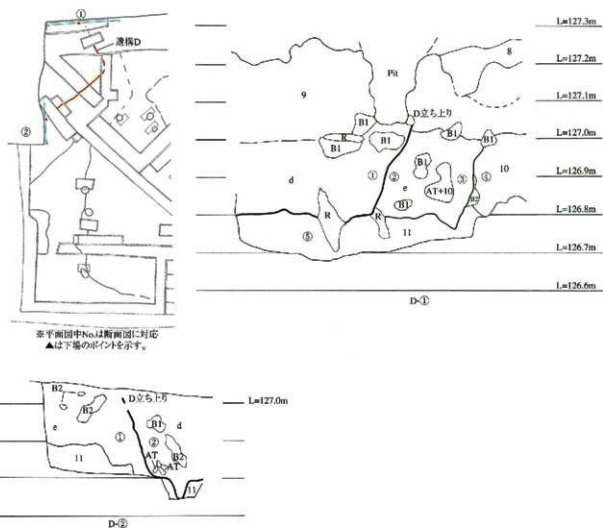 ①
遺構D
②
※平面図中No.は断面図に対応
▲は下場のポイントを示す。
L=127.3m
8
Pit
L=127.2m
9
L=127.1m
B1
D立ち上り
R
B1
B1
B1
B1
L=127.0m
B1
d
①
②
e
AT+10
③
④
10
L=126.9m
B1
B2
R
R
L=126.8m
⑤
11
L=126.7m
L=126.6m
D-①
B2
D立ち上り
L=127.0m
B2
B1
d
e
①
②
B2
11
AT
AT
11
D-②